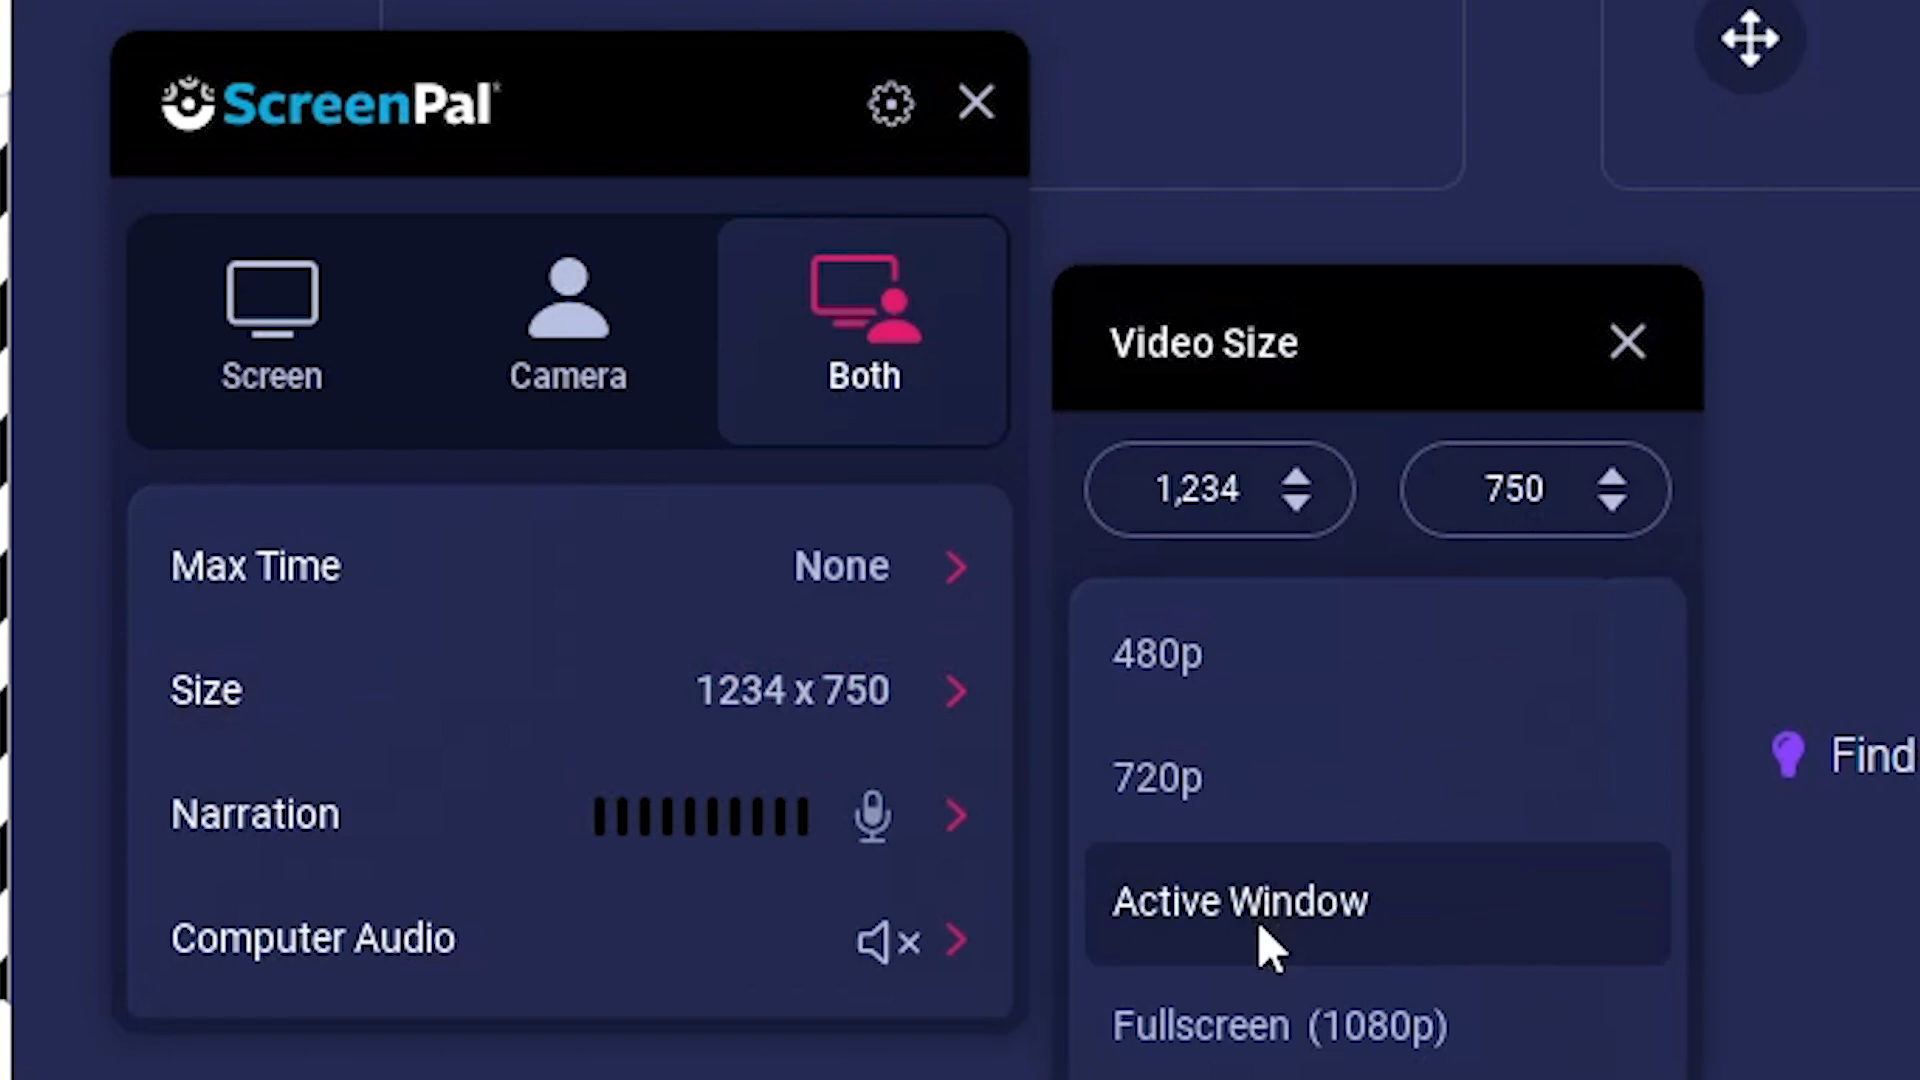 ScreenPal
Screen
Camera
Both
Max Time
None
Size
1234 x 750
Narration
Computer Audio
Video Size
1,234
750
480p
720p
Active Window
Fullscreen (1080p)
Find